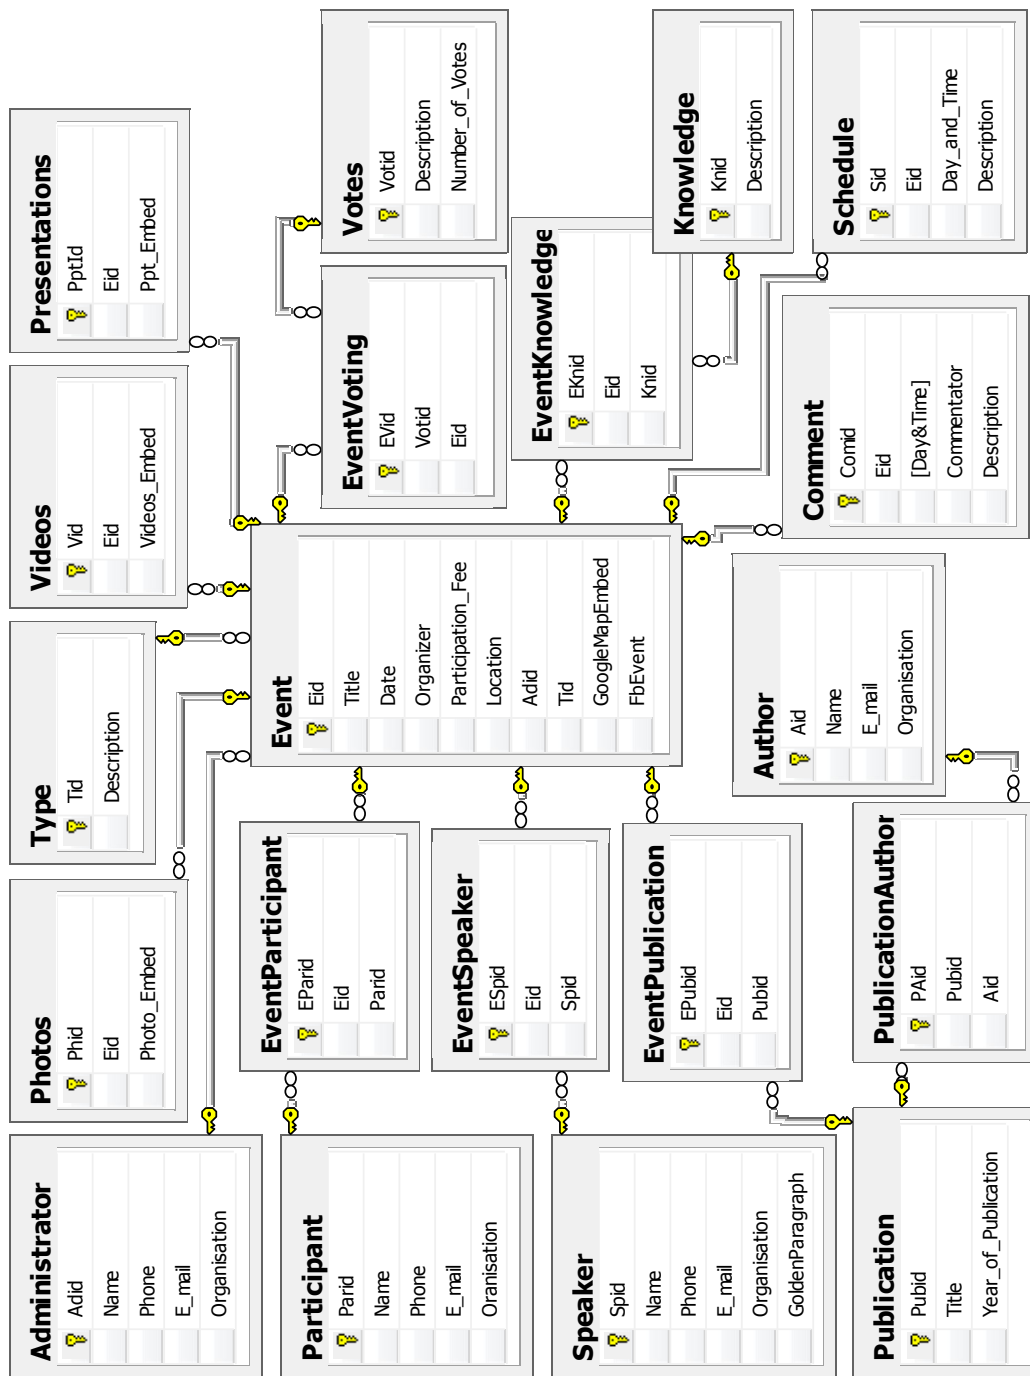 Administrator
Adid
Name
Phone
E_mail
Organisation
Photos
Phid
Eid
Photo_Embed
Type
Tid
Description
Videos
Vid
Eid
Videos_Embed
Presentations
PptId
Eid
Ppt_Embed
Participant
Parid
Name
Phone
E_mail
Oranisation
EventParticipant
EParid
Eid
Parid
Event
Eid
Title
Date
Organizer
Participation_Fee
Location
Adid
Tid
GoogleMapEmbed
FbEvent
EventVoting
EVid
Votid
Eid
Votes
Votid
Description
Number_of_Votes
Speaker
Spid
Name
Phone
E_mail
Organisation
GoldenParagraph
EventSpeaker
ESpid
Eid
Spid
EventKnowledge
EKnid
Eid
Knid
Knowledge
Knid
Description
EventPublication
EPubid
Eid
Pubid
Publication
Pubid
Title
Year_of_Publication
PublicationAuthor
PAid
Pubid
Aid
Author
Aid
Name
E_mail
Organisation
Comment
Comid
Eid
[Day&Time]
Commentator
Description
Schedule
Sid
Eid
Day_and_Time
Description